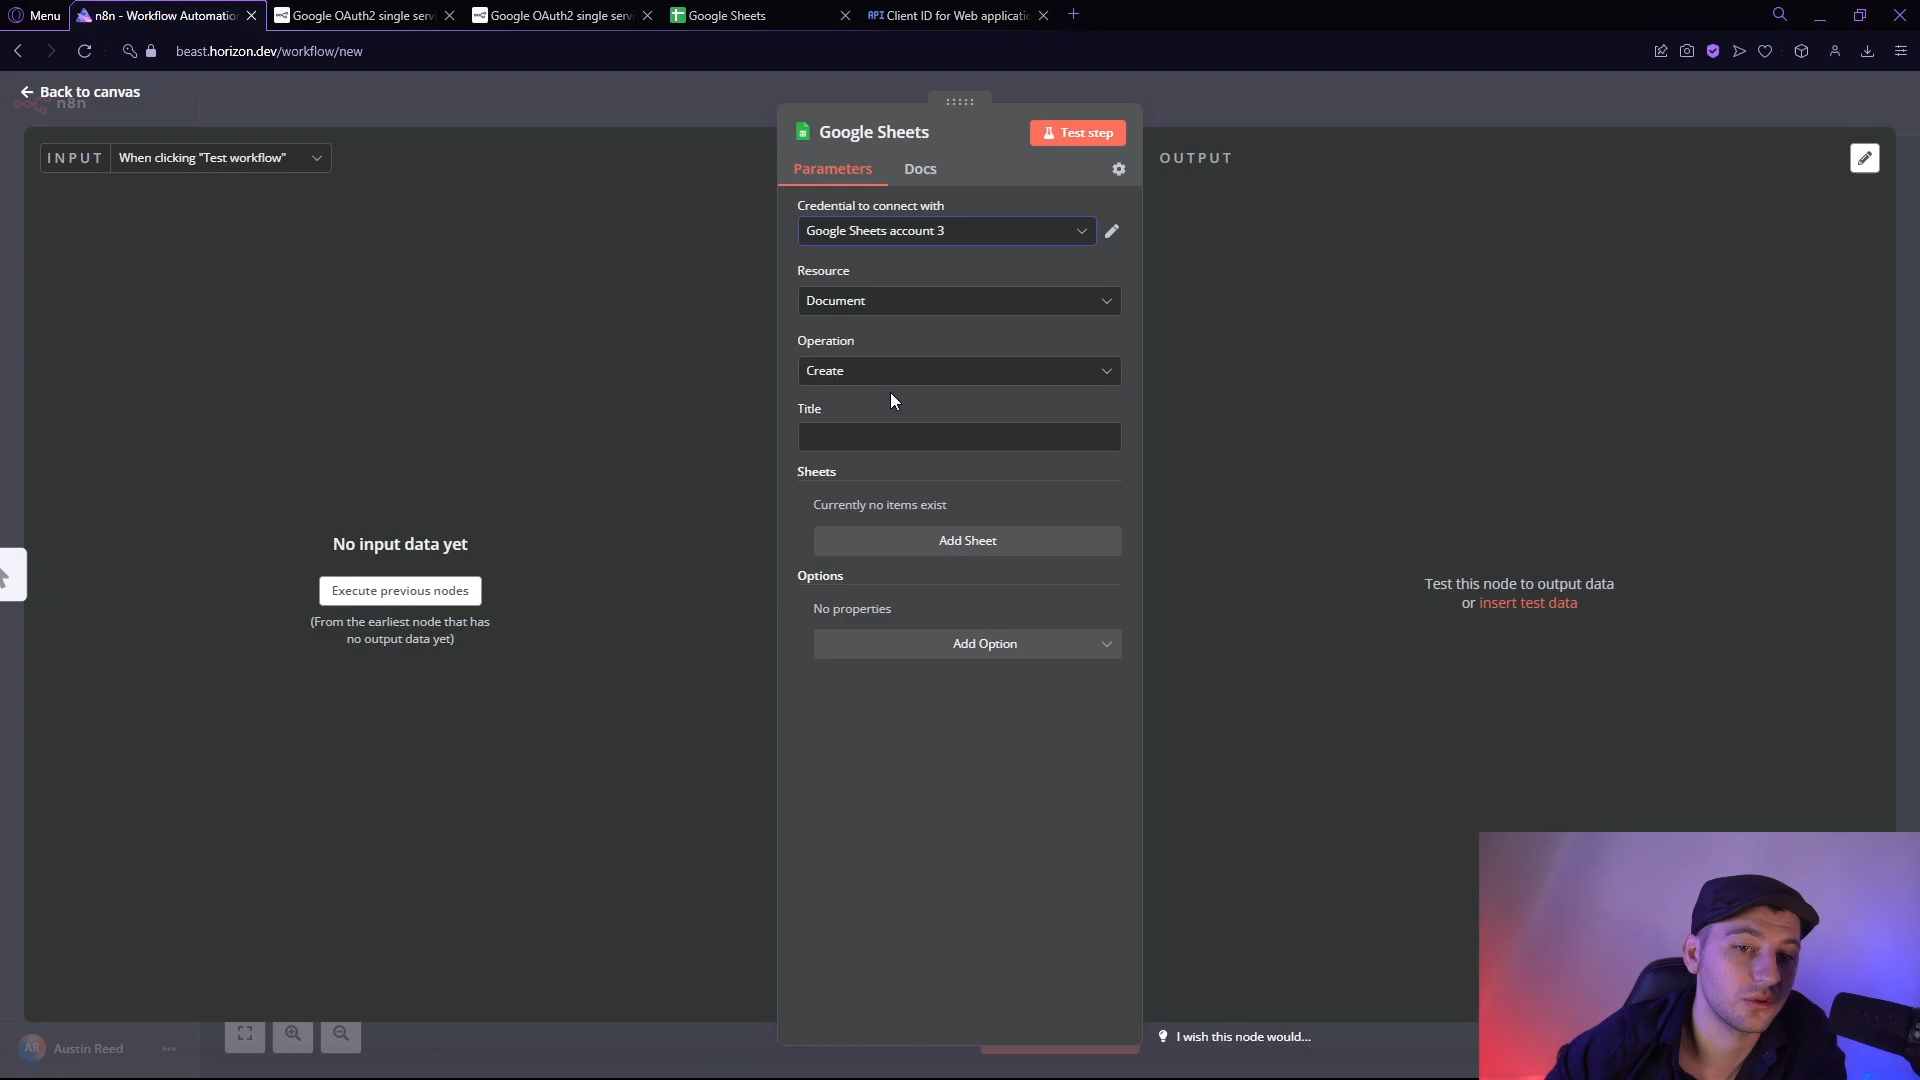 Menu
n8n - Workflow Automatio
Google OAuth2 single servi
Google OAuth2 single servi
Google Sheets
API Client ID for Web applicatio
beast.horizon.dev/workflow/new
Back to canvas
n8n
INPUT
When clicking "Test workflow"
Google Sheets
Test step
Parameters
Docs
OUTPUT
Credential to connect with
Google Sheets account 3
Resource
Document
Operation
Create
Title
Sheets
Currently no items exist
Add Sheet
Options
No properties
Add Option
No input data yet
Execute previous nodes
(From the earliest node that has
no output data yet)
Test this node to output data
or insert test data
AR
Austin Reed
I wish this node would...